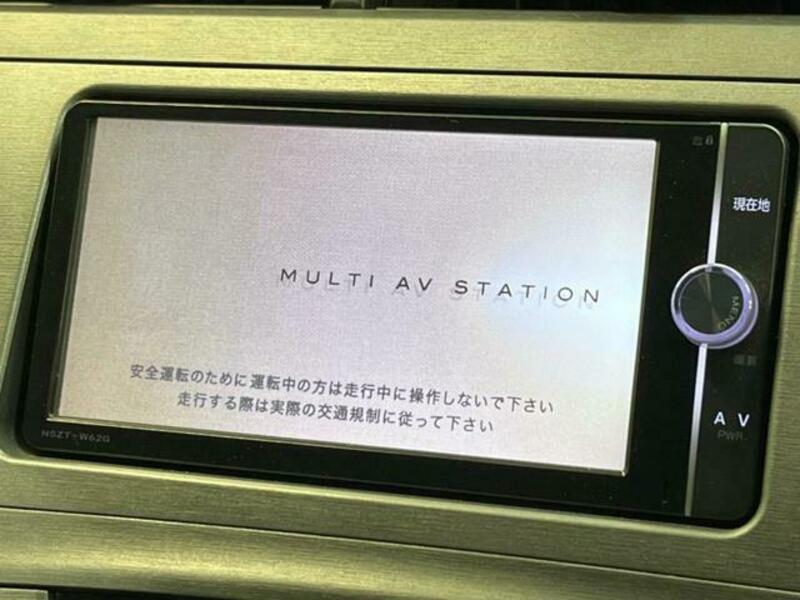 現在地
MULTI AV STATION
MENU
画面
安全運転のために運転中の方は走行中に操作しないで下さい
走行する際は実際の交通規制に従って下さい
AV
PWR
NSZT-W62G